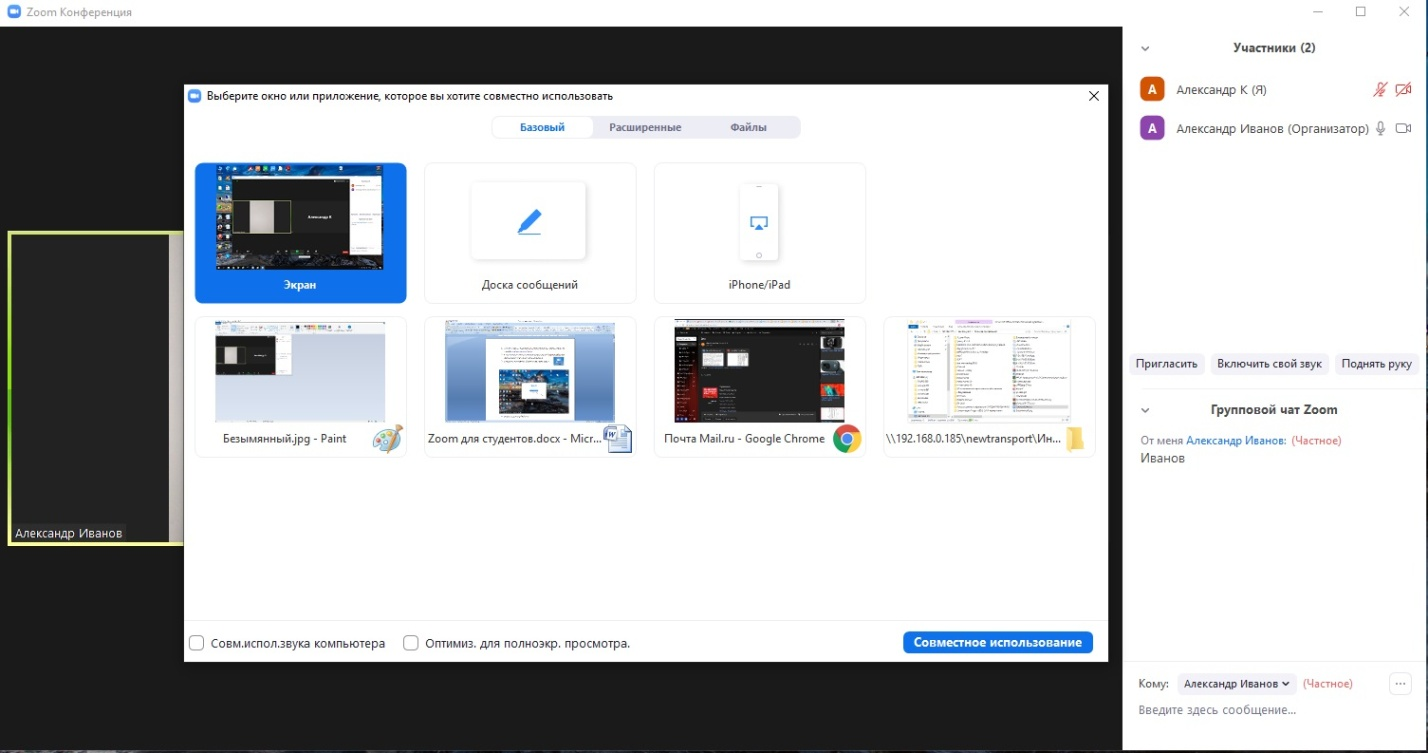 Zoom Конференция
Выберите окно или приложение, которое вы хотите совместно использовать
Базовый Расширенные Файлы
Экран
Доска сообщений
iPhone/iPad
Безымянный.jpg - Paint
Zoom для студентов.docx - Micr...
Почта Mail.ru - Google Chrome
\\192.168.0.185\newtransport\Ин...
Совм.испол.звука компьютера
Оптимиз. для полноэкр. просмотра.
Совместное использование
Александр Иванов
Участники (2)
А Александр К (Я)
А Александр Иванов (Организатор)
Пригласить Включить свой звук Поднять руку
Групповой чат Zoom
От меня Александр Иванов: (Частное)
Иванов
Кому: Александр Иванов (Частное)
Введите здесь сообщение...